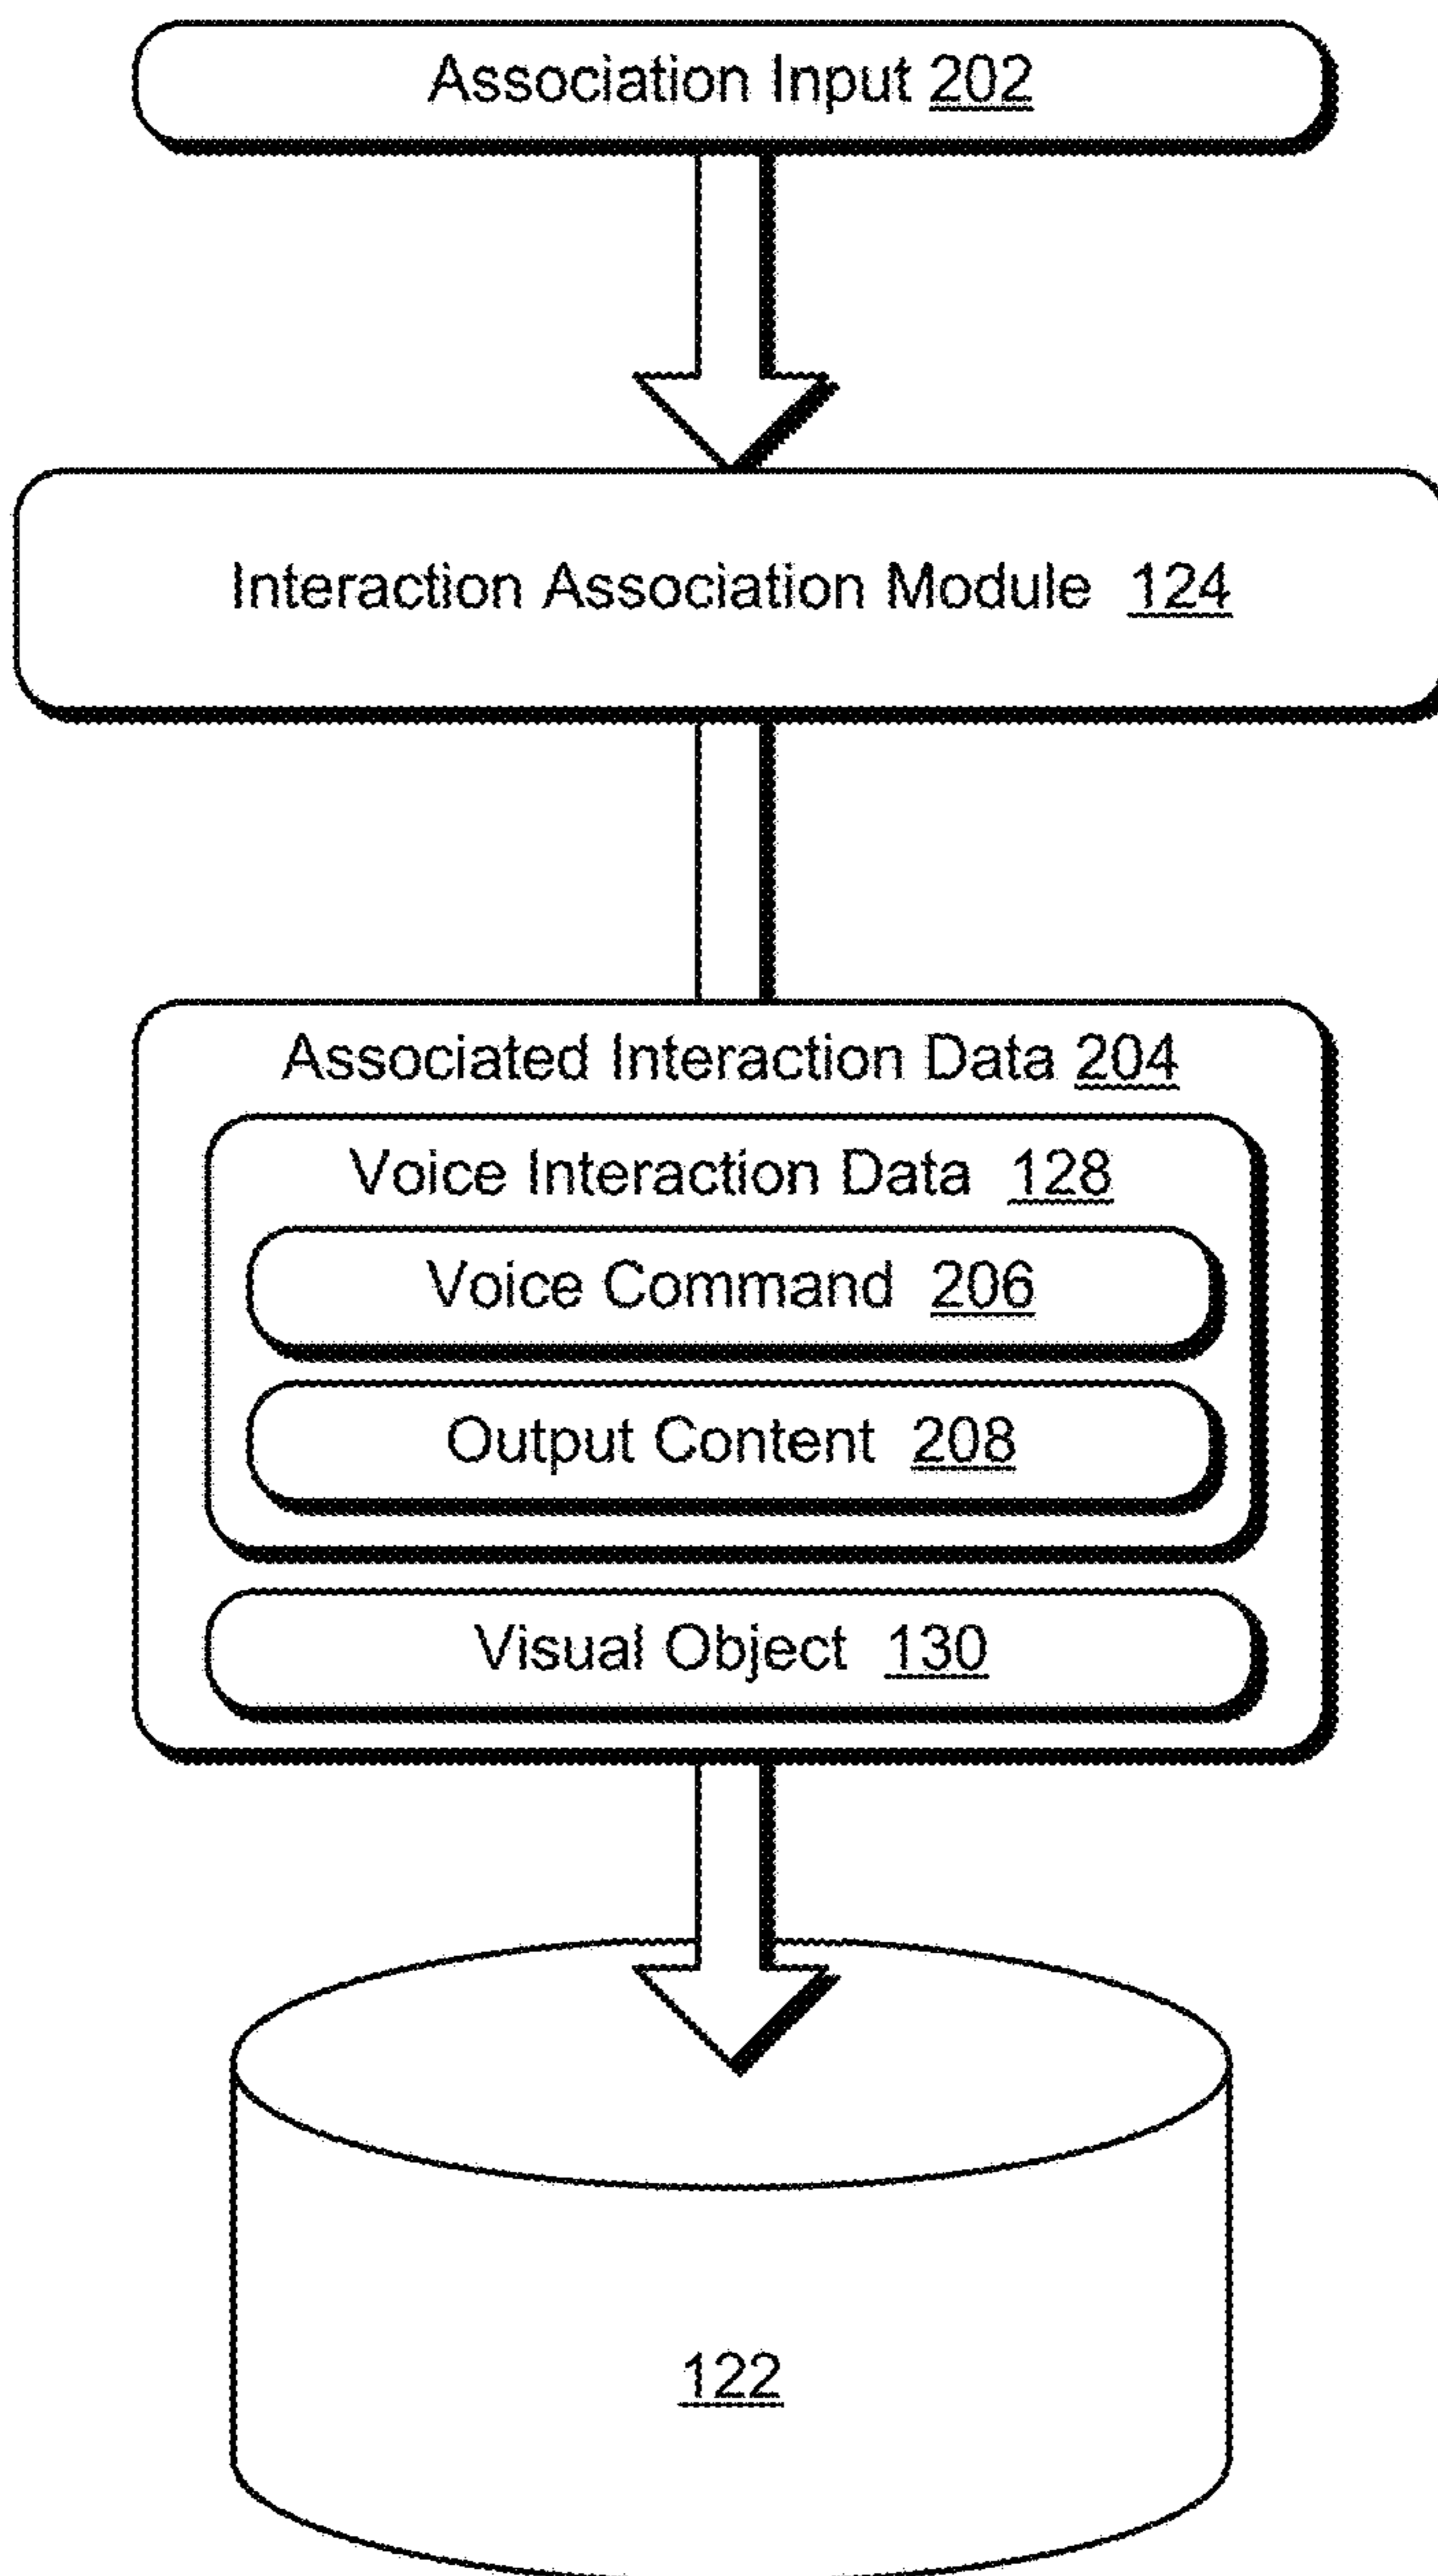 Association Input 202
Interaction Association Module 124
Associated Interaction Data 204
Voice Interaction Data 128
Voice Command 206
Output Content 208
Visual Object 130
122